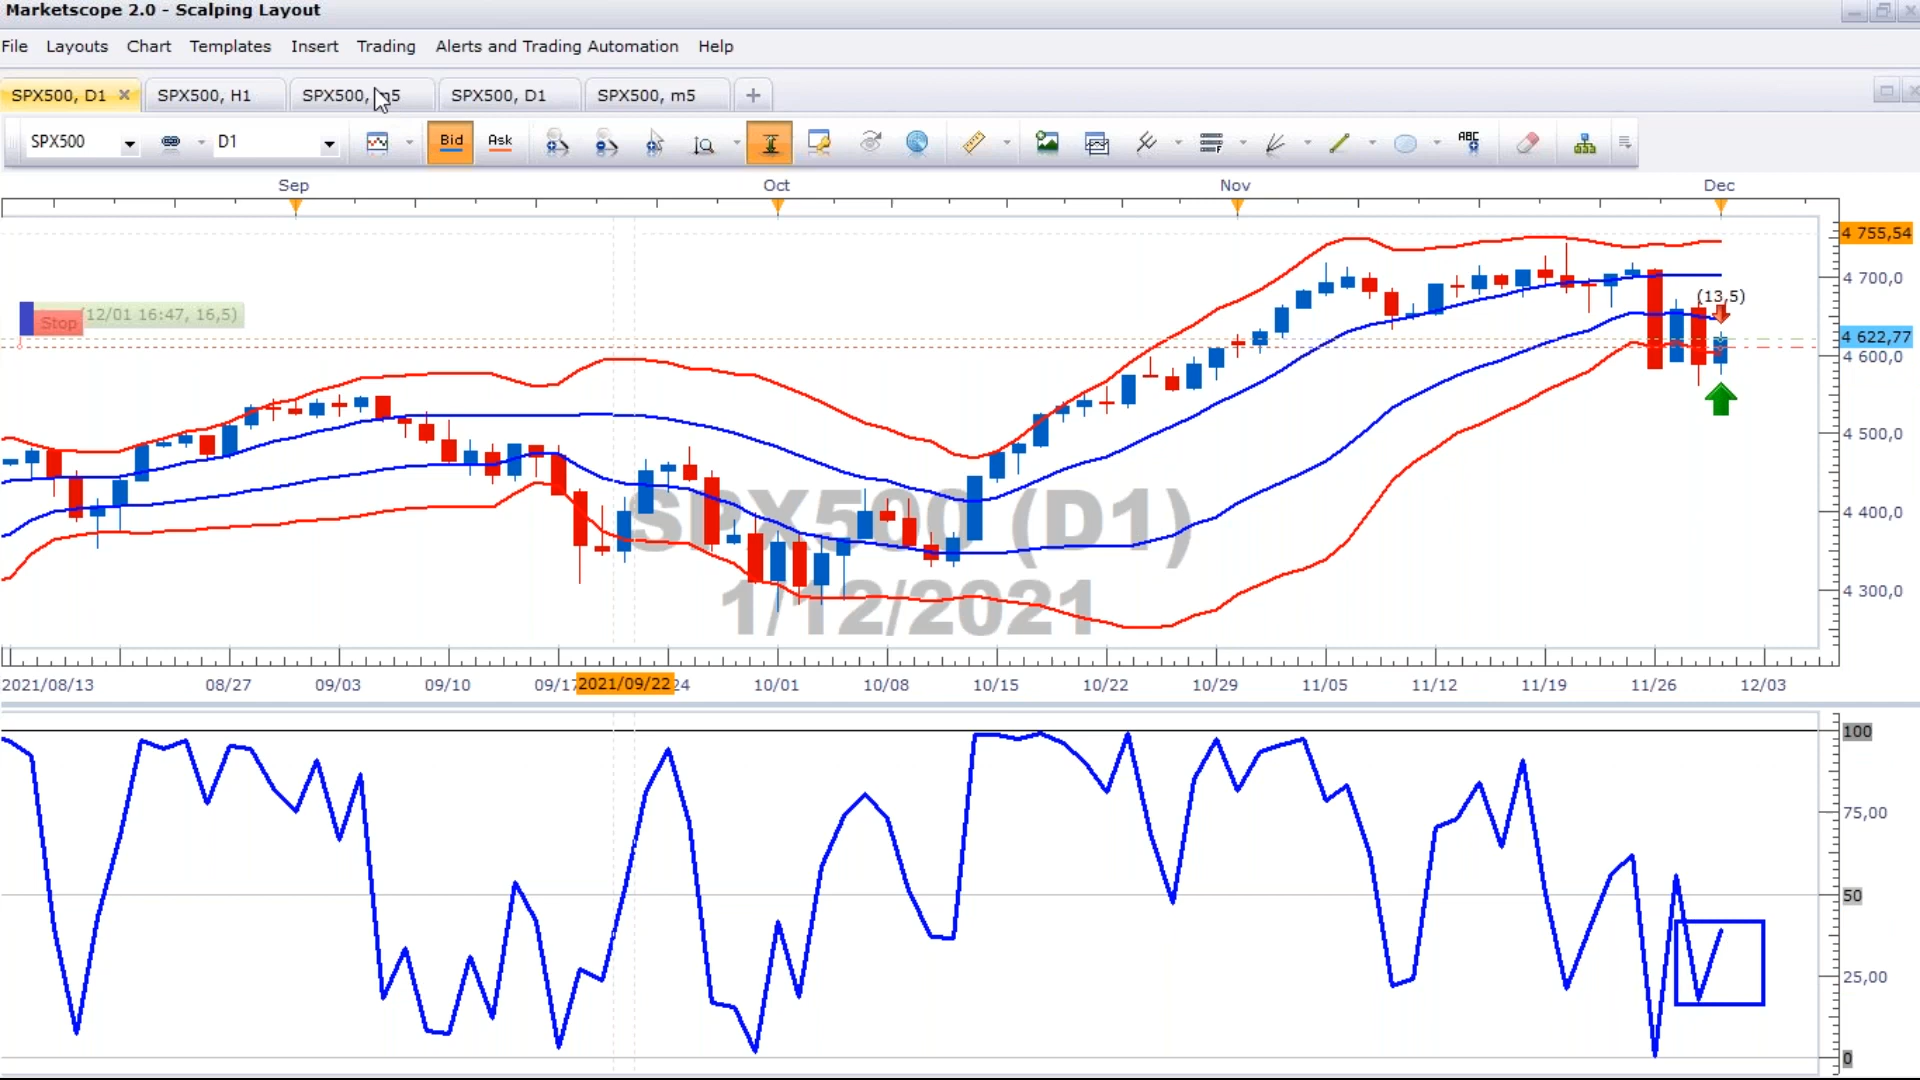 Marketscope 2.0 - Scalping Layout
File Layouts Chart Templates Insert Trading Alerts and Trading Automation Help
SPX500, D1 SPX500, H1 SPX500, m5 SPX500, D1 SPX500, m5
SPX500 D1 Bid Ask ABC
Sep Oct Nov Dec
4 755,54
4 700,0
(13,5)
(12/01 16:47, 16,5)
Stop
4 622,77
4 600,0
4 500,0
4 400,0
4 300,0
SPX500 (D1)
1/12/2021
2021/08/13 08/27 09/03 09/10 09/17 2021/09/22 24 10/01 10/08 10/15 10/22 10/29 11/05 11/12 11/19 11/26 12/03
100
75,00
50
25,00
0